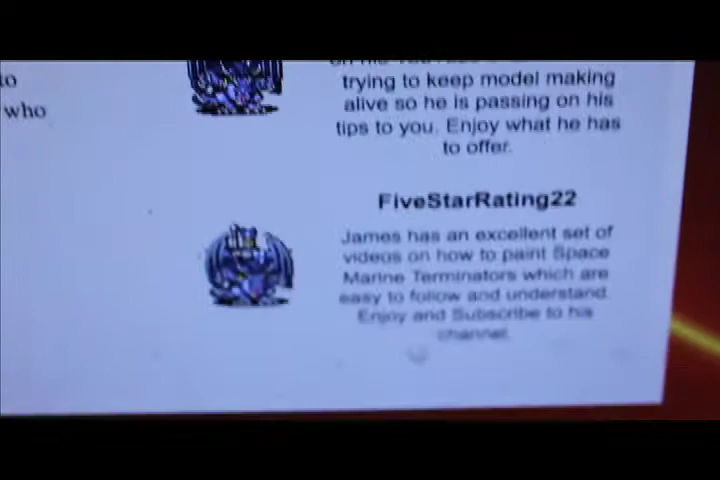 to
who
trying to keep model making
alive so he is passing on his
tips to you. Enjoy what he has
to offer.
FiveStarRating22
James has an excellent set of
videos on how to paint Space
Marine Terminators which are
easy to follow and understand.
Enjoy and Subscribe to his
channel.